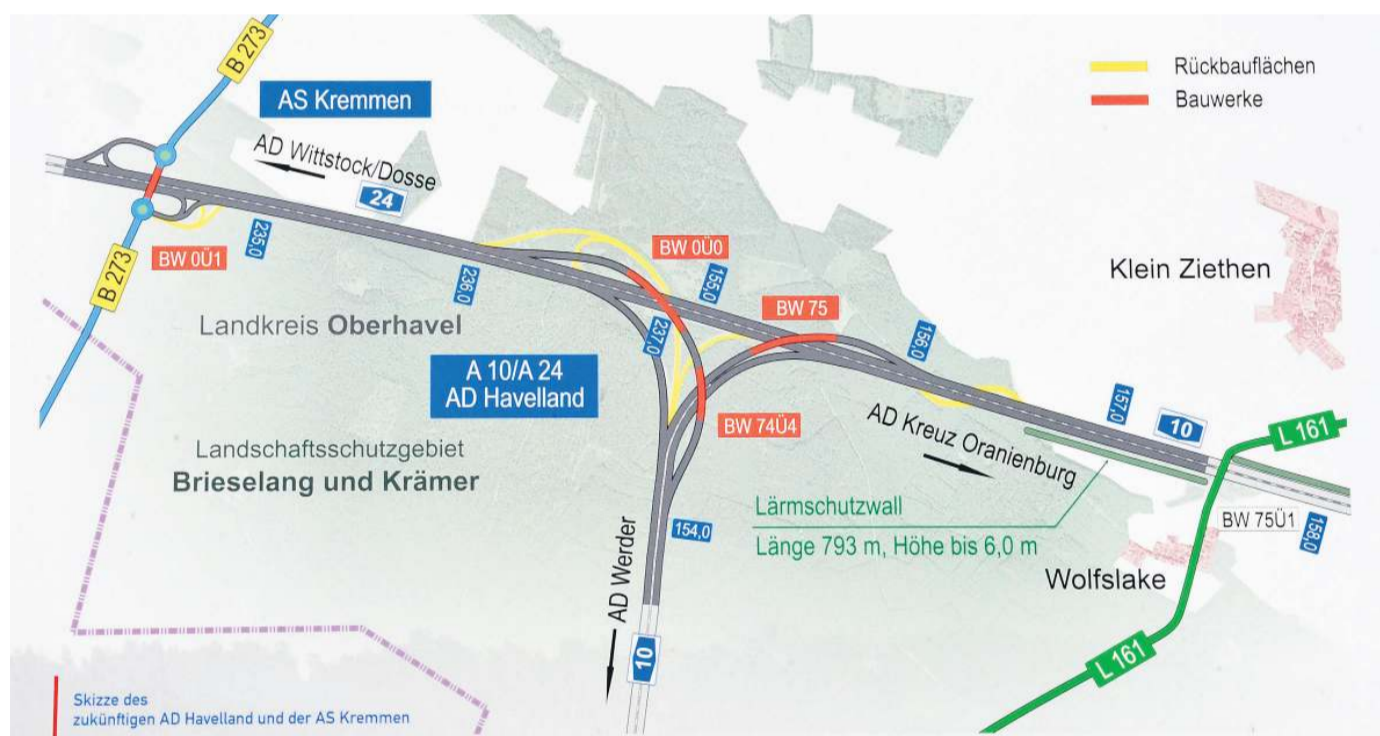 B 273
AS Kremmen
AD Wittstock/Dosse
24
Rückbauflächen
Bauwerke
B 273
BW 0Ü1
235,0
236,0
BW 0Ü0
155,0
237,0
BW 75
156,0
Klein Ziethen
Landkreis Oberhavel
A 10/A 24
AD Havelland
BW 74Ü4
157,0
10
L 161
AD Kreuz Oranienburg
Landschaftsschutzgebiet
Brieselang und Krämer
Lärmschutzwall
Länge 793 m, Höhe bis 6,0 m
154,0
BW 75Ü1
158,0
Wolfslake
AD Werder
10
L 161
Skizze des
zukünftigen AD Havelland und der AS Kremmen